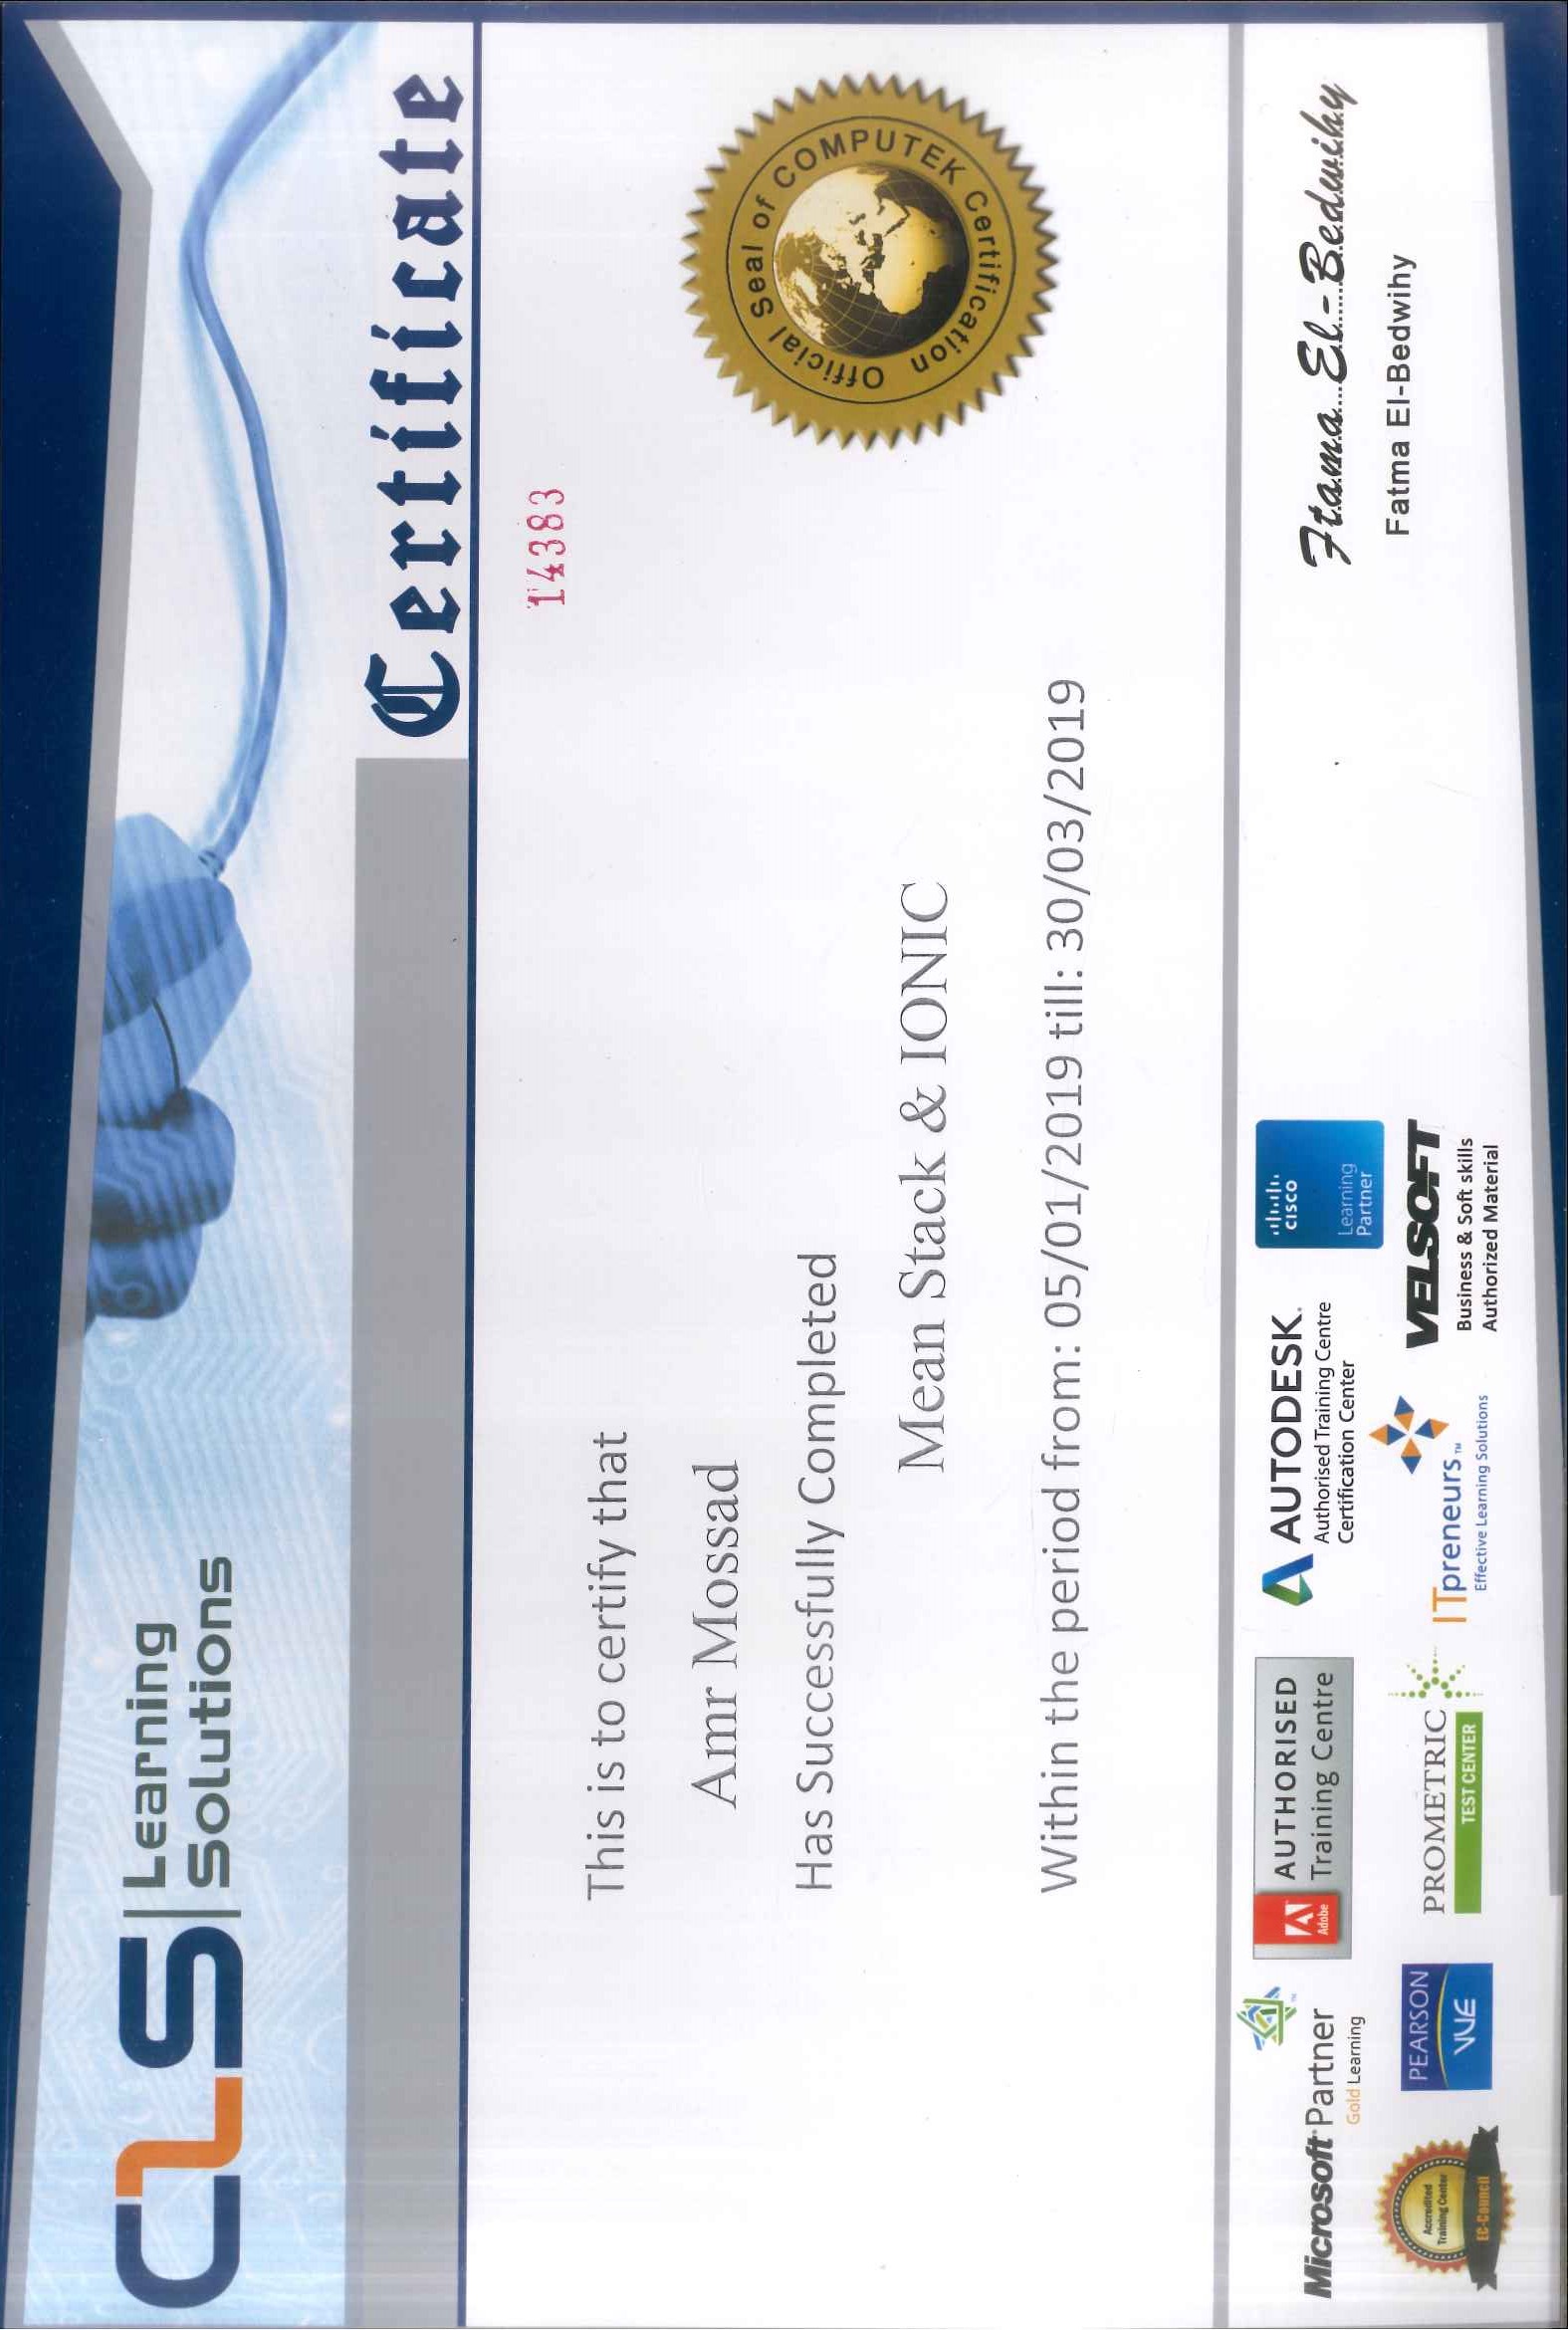 CLS Learning
Solutions
Certificate
14383
This is to certify that
Amr Mossad
Has Successfully Completed
Mean Stack & IONIC
Within the period from: 05/01/2019 till: 30/03/2019
Official Seal of COMPUTEK Certification
Microsoft Partner
Gold Learning
Adobe
AUTHORISED
Training Centre
AUTODESK.
Authorised Training Centre
Certification Center
CISCO
Learning
Partner
Accredited
Training Center
EC-Council
PEARSON
VUE
PROMETRIC
TEST CENTER
ITpreneurs™
Effective Learning Solutions
VELSOFT
Business & Soft skills
Authorized Material
Ftama...El-Bedwihy
Fatma El-Bedwihy